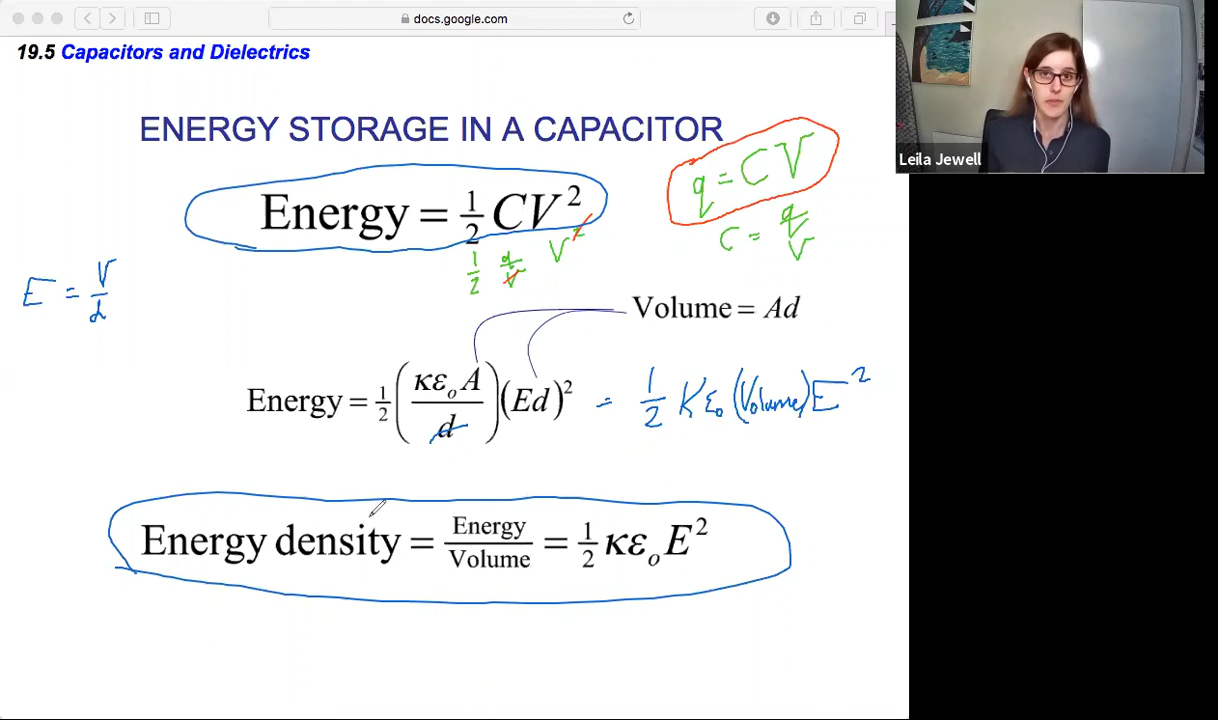 docs.google.com
19.5 Capacitors and Dielectrics
ENERGY STORAGE IN A CAPACITOR
q = CV
Leila Jewell
Energy = ½ CV²
C = q/V
½ q/V V²
E = V/d
Volume = Ad
Energy = ½ (κε₀A/d)(Ed)² = ½ κε₀(Volume)E²
Energy density = Energy/Volume = ½ κε₀E²